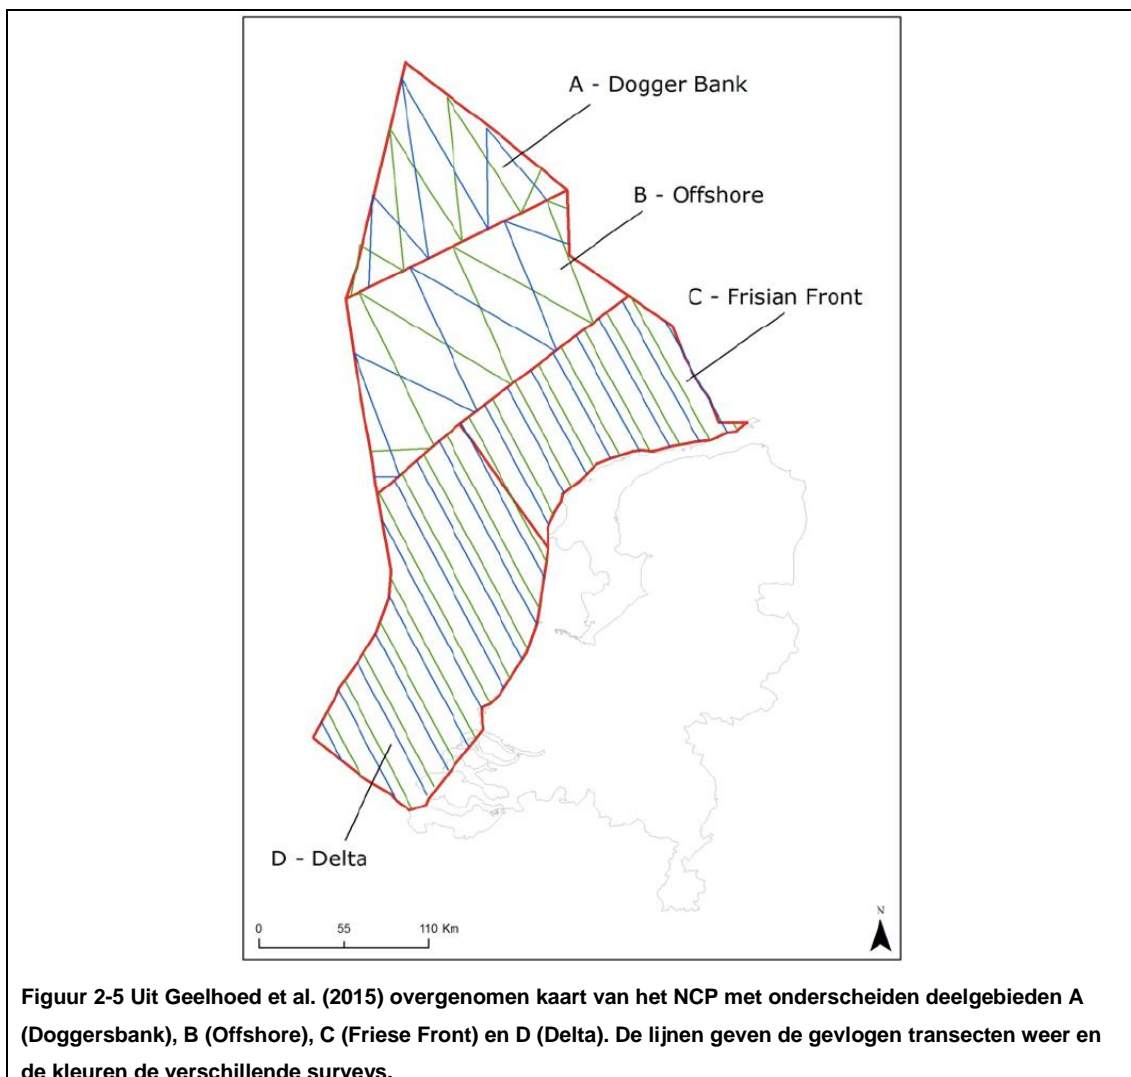 A - Dogger Bank
B - Offshore
C - Frisian Front
D - Delta
0 55 110 Km
N
Figuur 2-5 Uit Geelhoed et al. (2015) overgenomen kaart van het NCP met onderscheiden deelgebieden A
(Doggersbank), B (Offshore), C (Friese Front) en D (Delta). De lijnen geven de gevlogen transecten weer en
de kleuren de verschillende surveys.